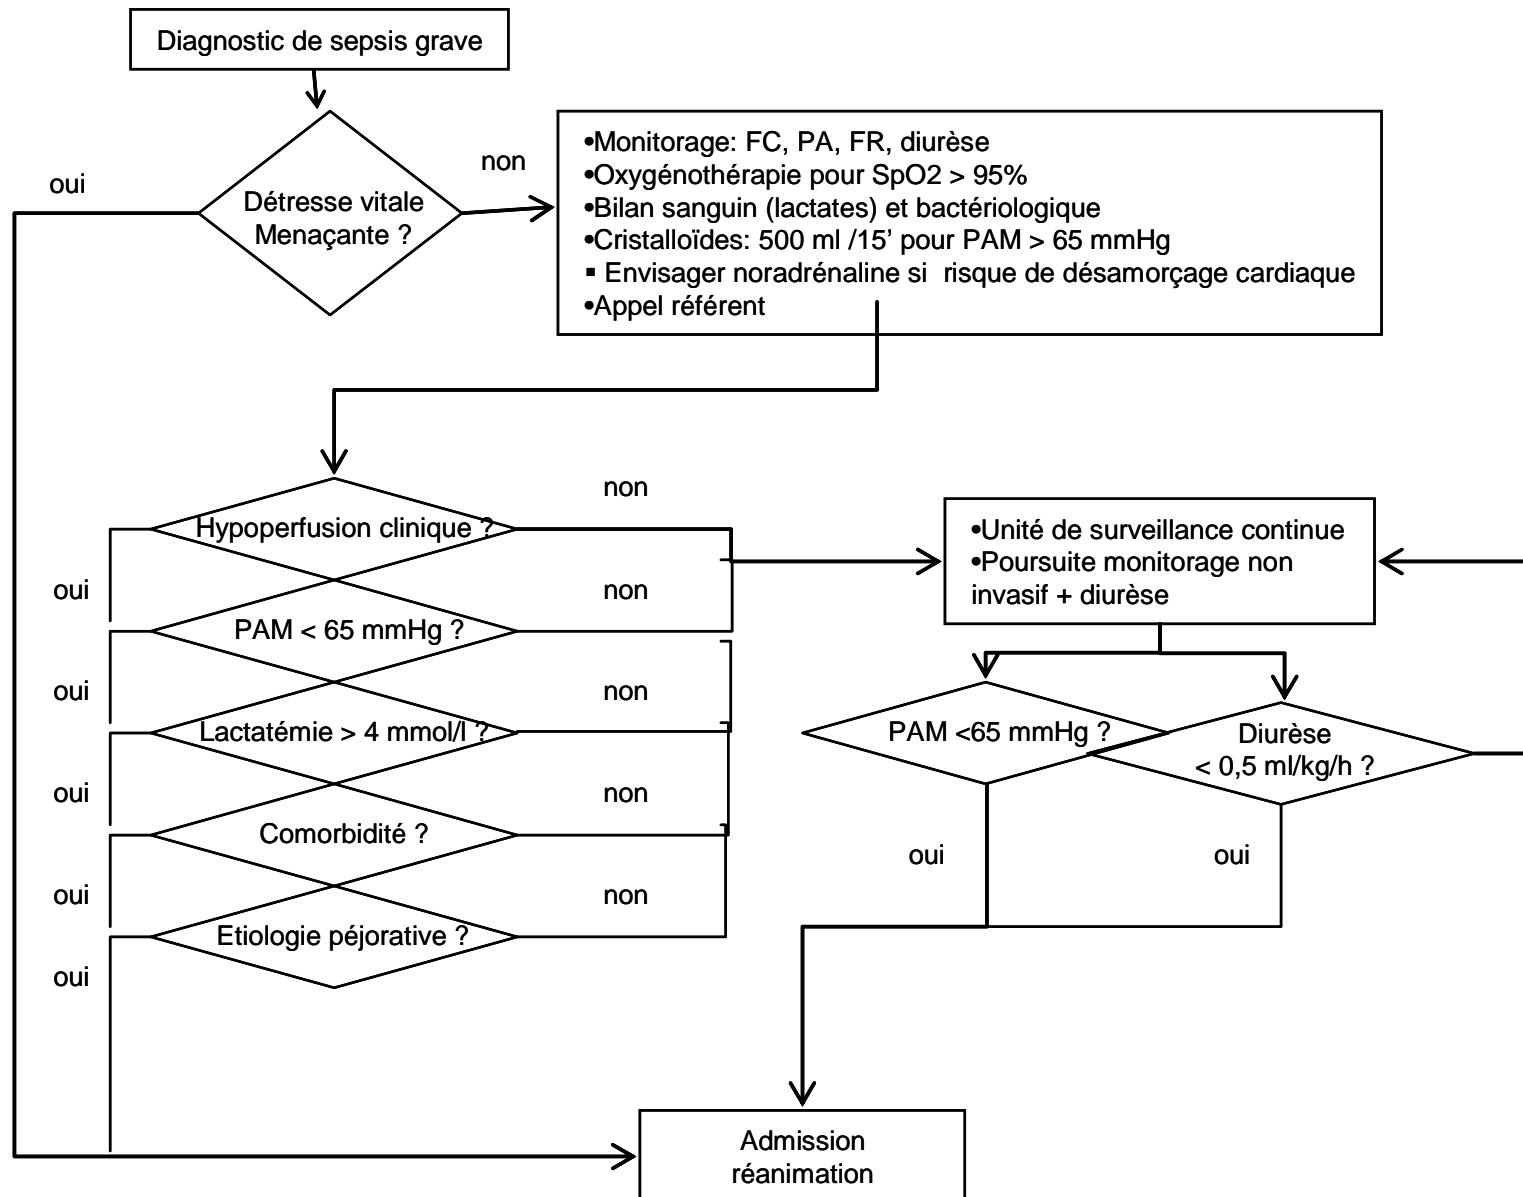 Diagnostic de sepsis grave
oui
Détresse vitale
Menaçante ?
non
•Monitorage: FC, PA, FR, diurèse
•Oxygénothérapie pour SpO2 > 95%
•Bilan sanguin (lactates) et bactériologique
•Cristalloïdes: 500 ml /15’ pour PAM > 65 mmHg
▪ Envisager noradrénaline si risque de désamorçage cardiaque
•Appel référent
Hypoperfusion clinique ?
non
oui
PAM < 65 mmHg ?
non
oui
Lactatémie > 4 mmol/l ?
non
oui
Comorbidité ?
non
oui
Etiologie péjorative ?
non
oui
•Unité de surveillance continue
•Poursuite monitorage non
invasif + diurèse
PAM <65 mmHg ?
Diurèse
< 0,5 ml/kg/h ?
oui
oui
Admission
réanimation